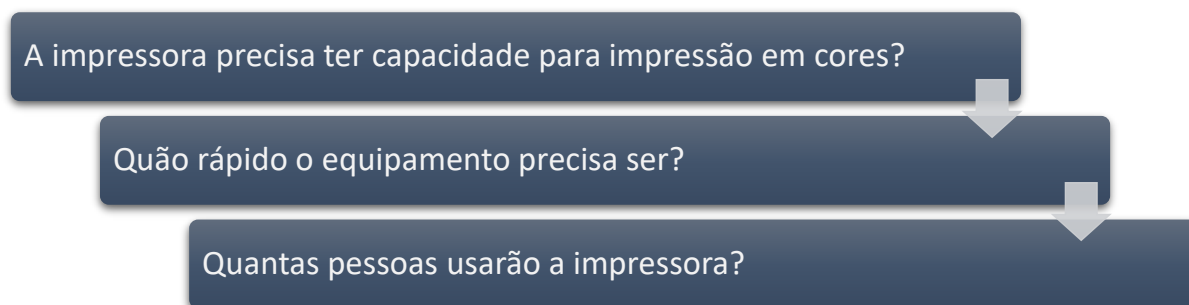 A impressora precisa ter capacidade para impressão em cores?
Quão rápido o equipamento precisa ser?
Quantas pessoas usarão a impressora?